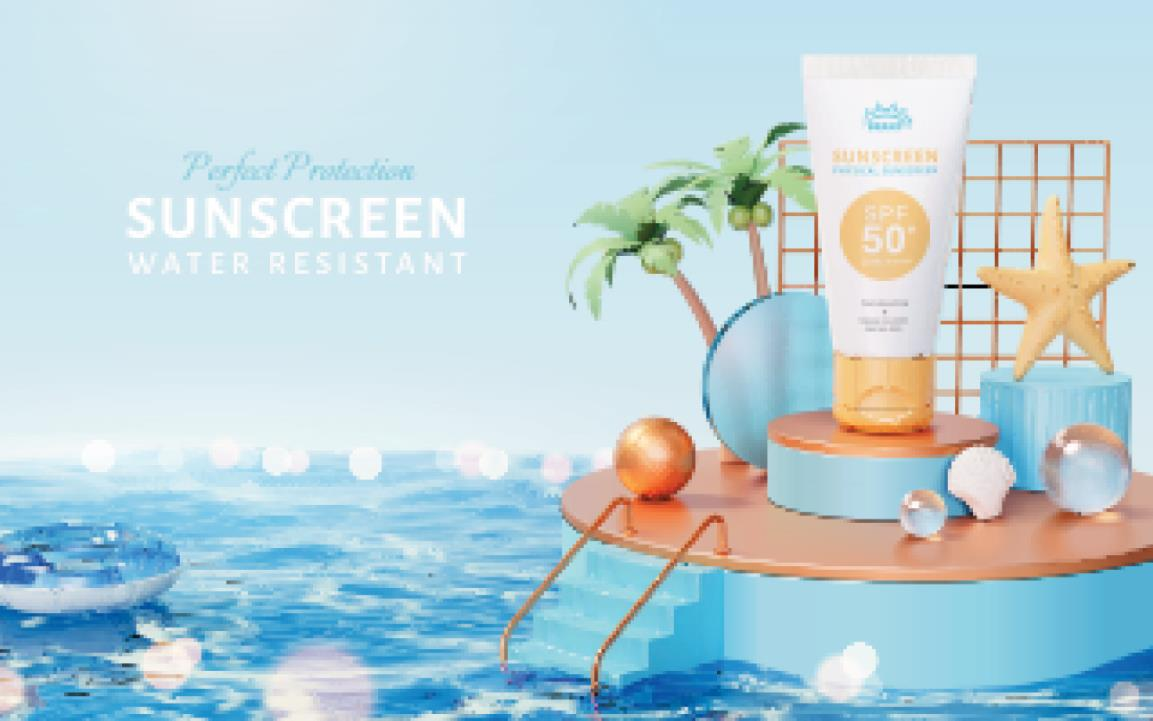 Perfect Protection
SUNSCREEN
WATER RESISTANT
SUNSCREEN
SPF
50+